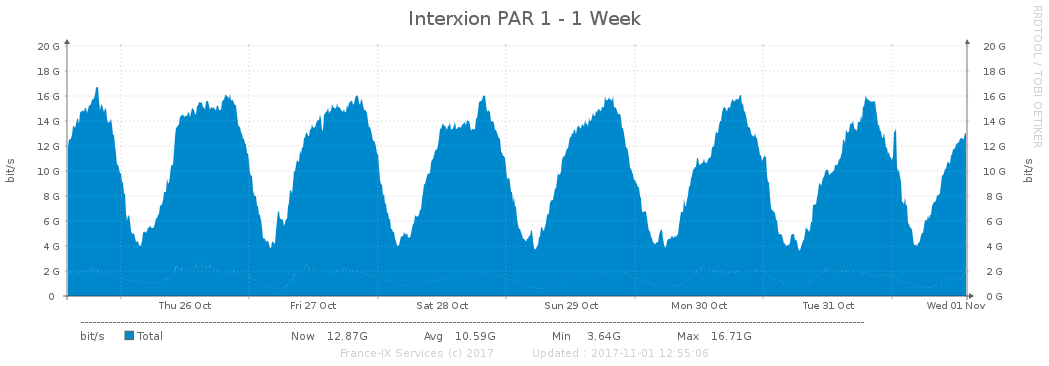 Interxion PAR 1 - 1 Week
RRDTOOL / TOBI OETIKER
bit/s
20 G
18 G
16 G
14 G
12 G
10 G
8 G
6 G
4 G
2 G
0
20 G
18 G
16 G
14 G
12 G
10 G
8 G
6 G
4 G
2 G
0 G
bit/s
Thu 26 Oct Fri 27 Oct Sat 28 Oct Sun 29 Oct Mon 30 Oct Tue 31 Oct Wed 01 Nov
bit/s Total Now 12.87G Avg 10.59G Min 3.64G Max 16.71G
France-IX Services (c) 2017 Updated : 2017-11-01 12:55:06